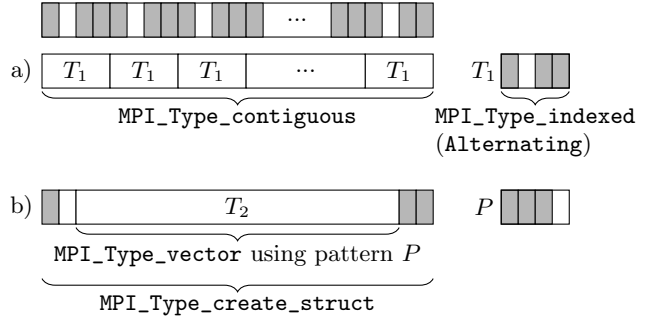 ...
a) T₁ T₁ T₁ ... T₁ T₁
MPI_Type_contiguous MPI_Type_indexed
(Alternating)
b) T₂ P
MPI_Type_vector using pattern P
MPI_Type_create_struct